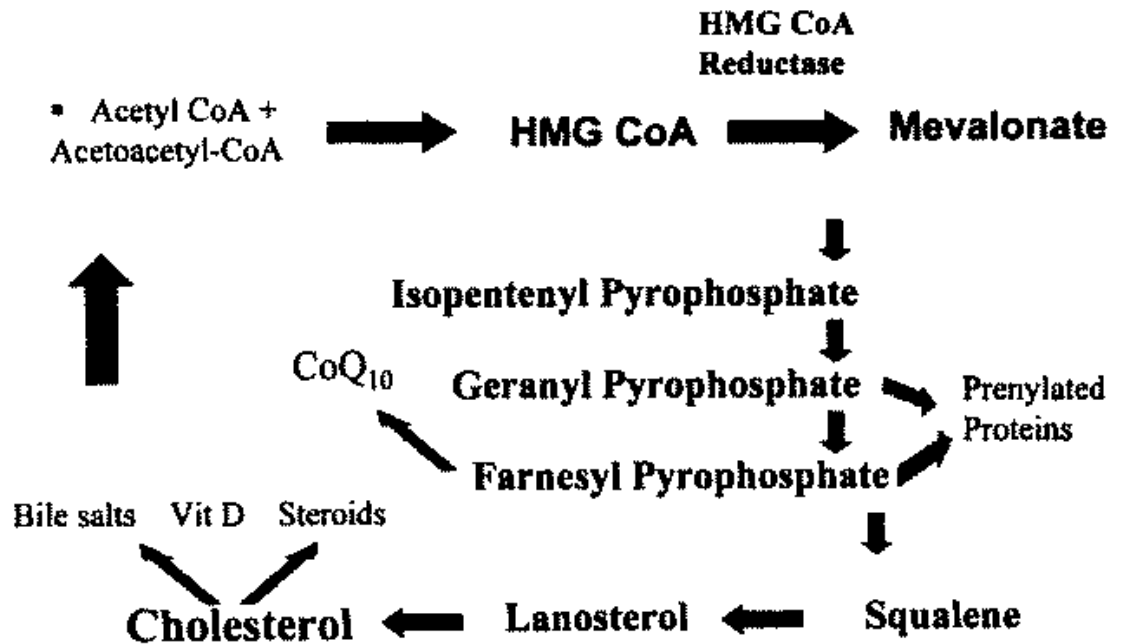 HMG CoA
Reductase
▪ Acetyl CoA +
Acetoacetyl-CoA
HMG CoA
Mevalonate
Isopentenyl Pyrophosphate
CoQ₁₀
Geranyl Pyrophosphate
Prenylated
Proteins
Farnesyl Pyrophosphate
Bile salts Vit D Steroids
Cholesterol
Lanosterol
Squalene